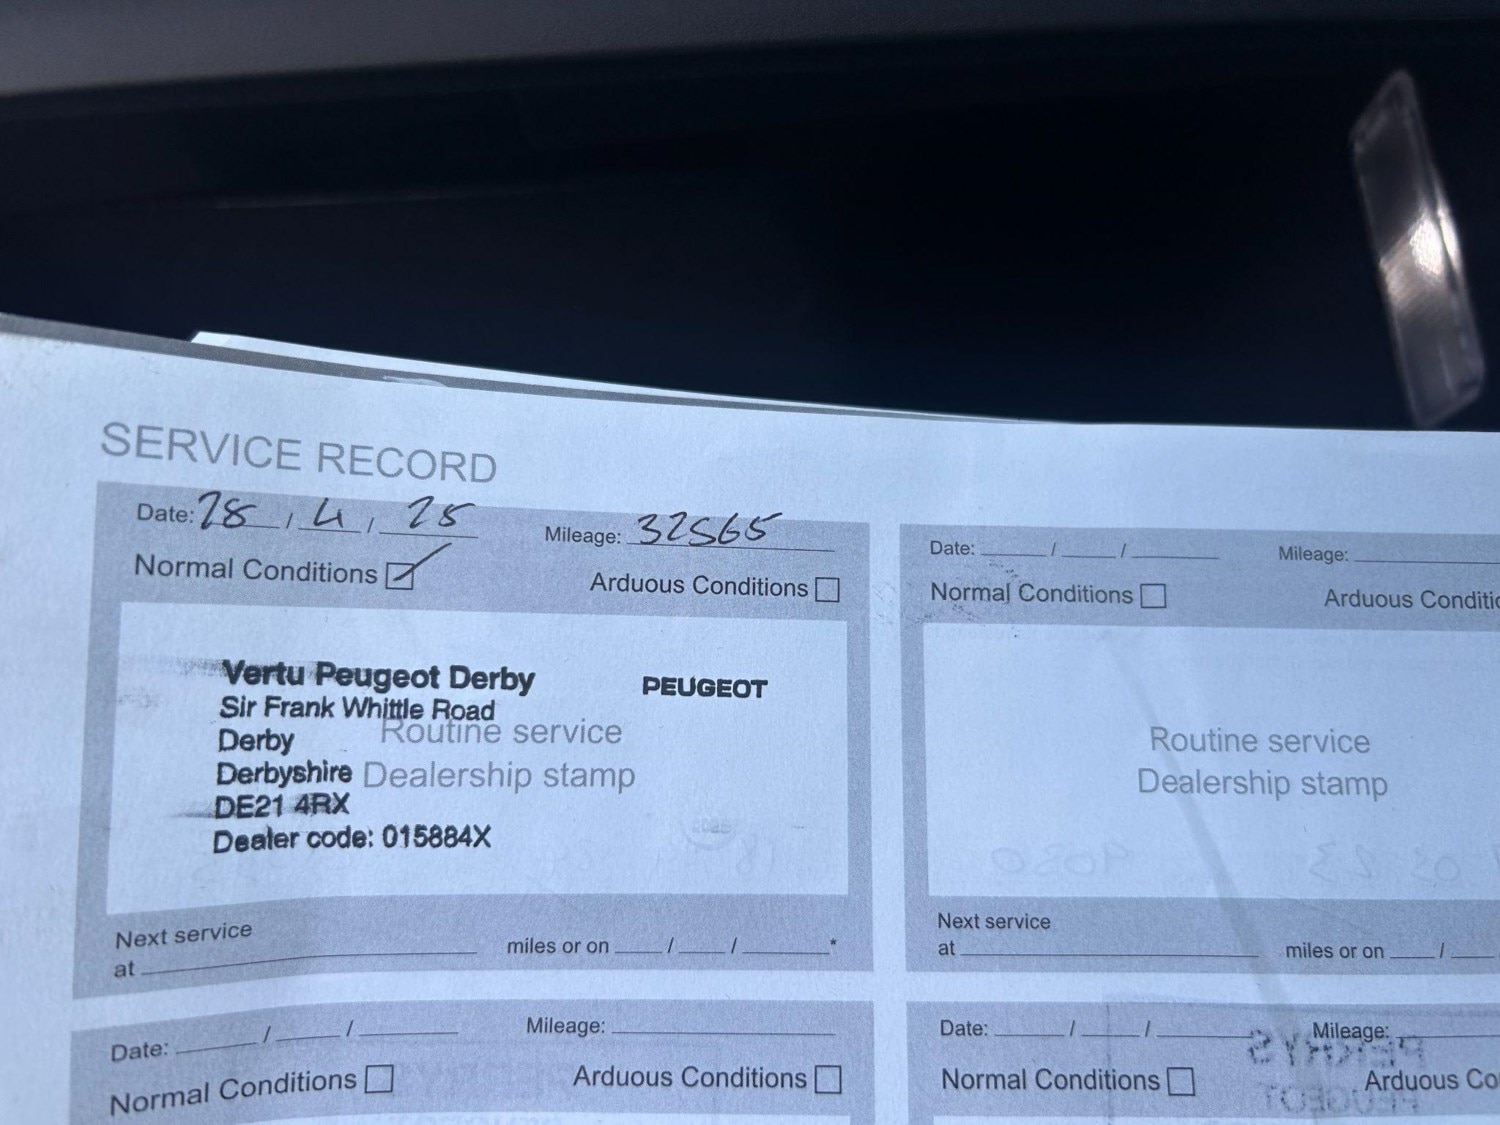 SERVICE RECORD
Date: 28 / 4 / 25 Mileage: 32565
Normal Conditions Arduous Conditions
Vertu Peugeot Derby PEUGEOT
Sir Frank Whittle Road
Derby Routine service
Derbyshire Dealership stamp
DE21 4RX
Dealer code: 015884X
Next service
at miles or on / / *
Date: / / Mileage:
Normal Conditions Arduous
Routine service
Dealership stamp
Next service
at miles or on /
Date: / / Mileage:
Normal Conditions Arduous Conditions
Date: / / Mileage:
Normal Conditions Arduous